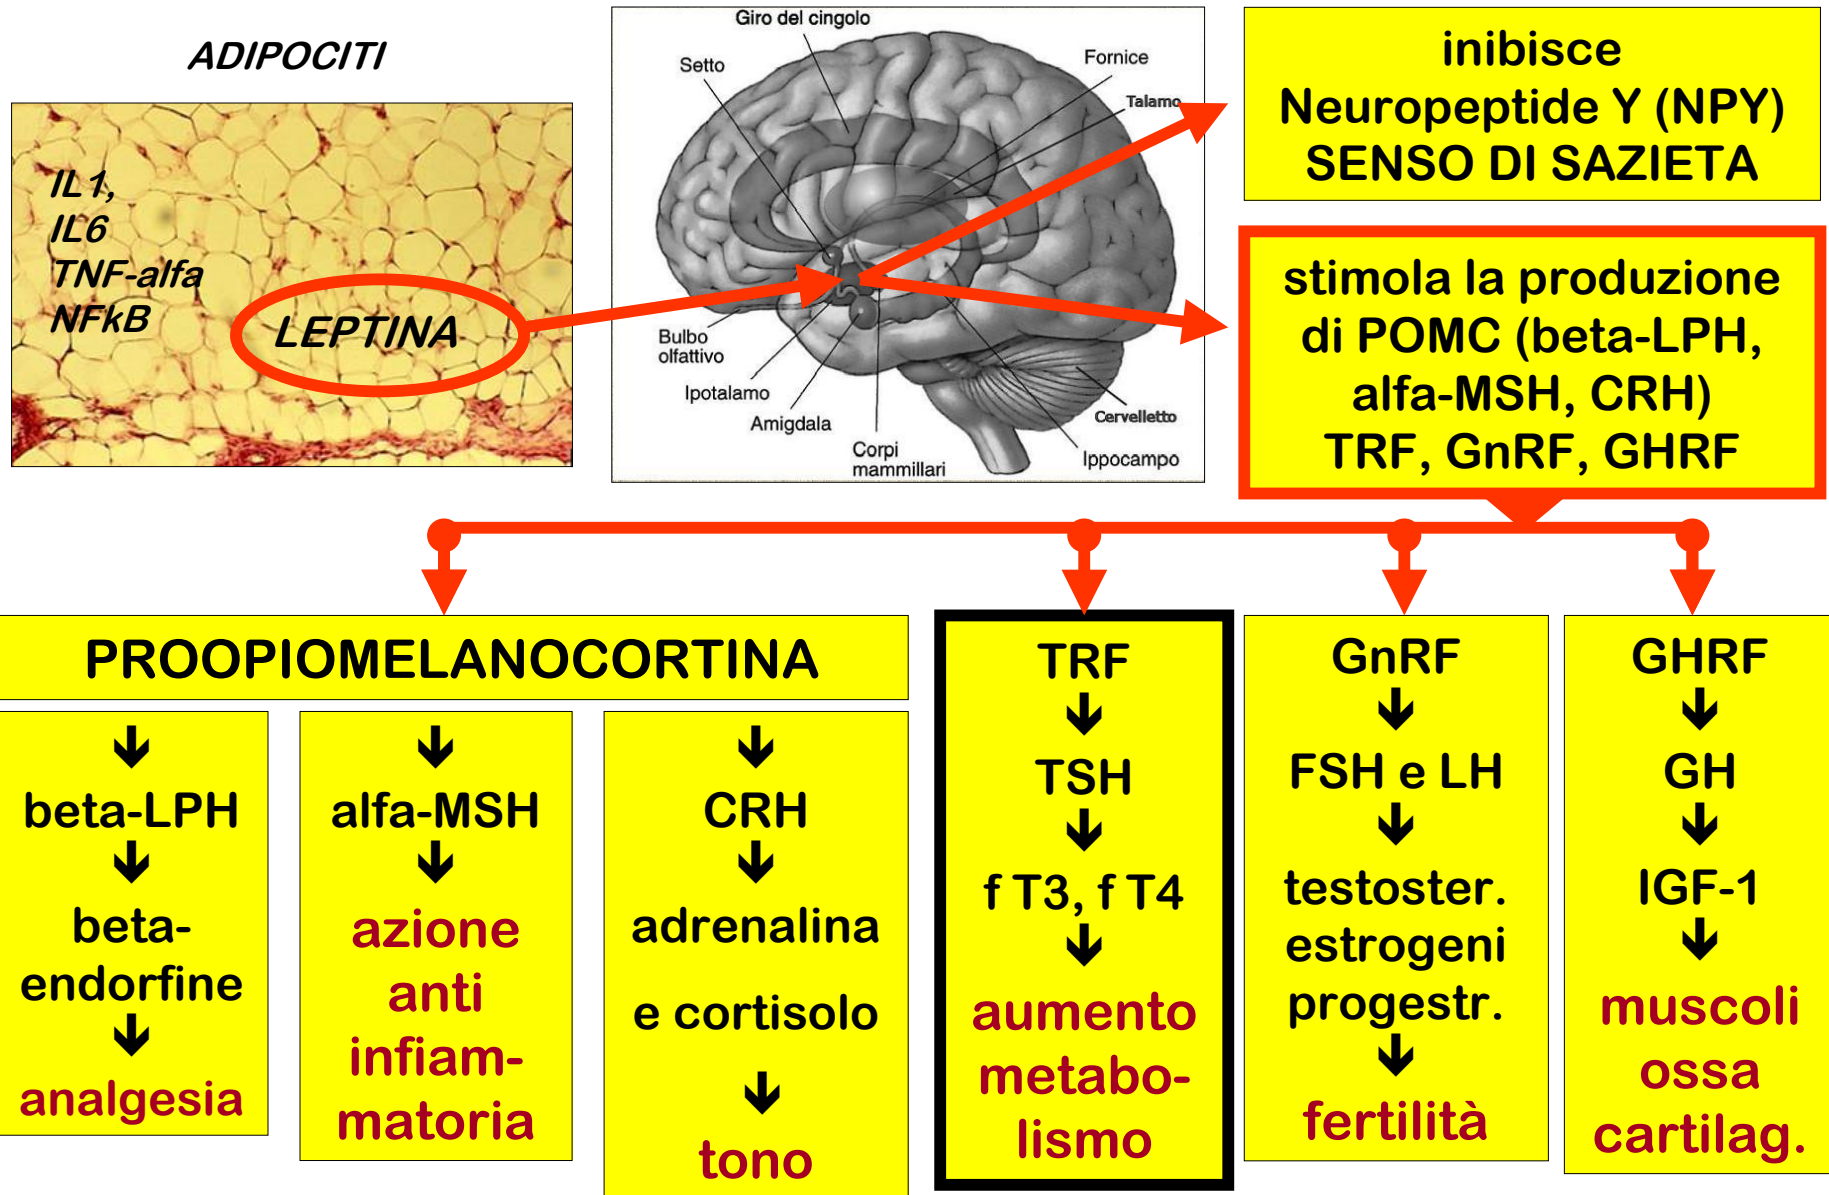 ADIPOCITI
IL1,
IL6
TNF-alfa
NFkB
LEPTINA
Giro del cingolo
Setto
Fornice
Talamo
Bulbo
olfattivo
Ipotalamo
Amigdala
Corpi
mammillari
Cervelletto
Ippocampo
inibisce
Neuropeptide Y (NPY)
SENSO DI SAZIETA
stimola la produzione
di POMC (beta-LPH,
alfa-MSH, CRH)
TRF, GnRF, GHRF
PROOPIOMELANOCORTINA
beta-LPH
beta-
endorfine
analgesia
alfa-MSH
azione
anti
infiam-
matoria
CRH
adrenalina
e cortisolo
tono
TRF
TSH
f T3, f T4
aumento
metabo-
lismo
GnRF
FSH e LH
testoster.
estrogeni
progestr.
fertilità
GHRF
GH
IGF-1
muscoli
ossa
cartilag.